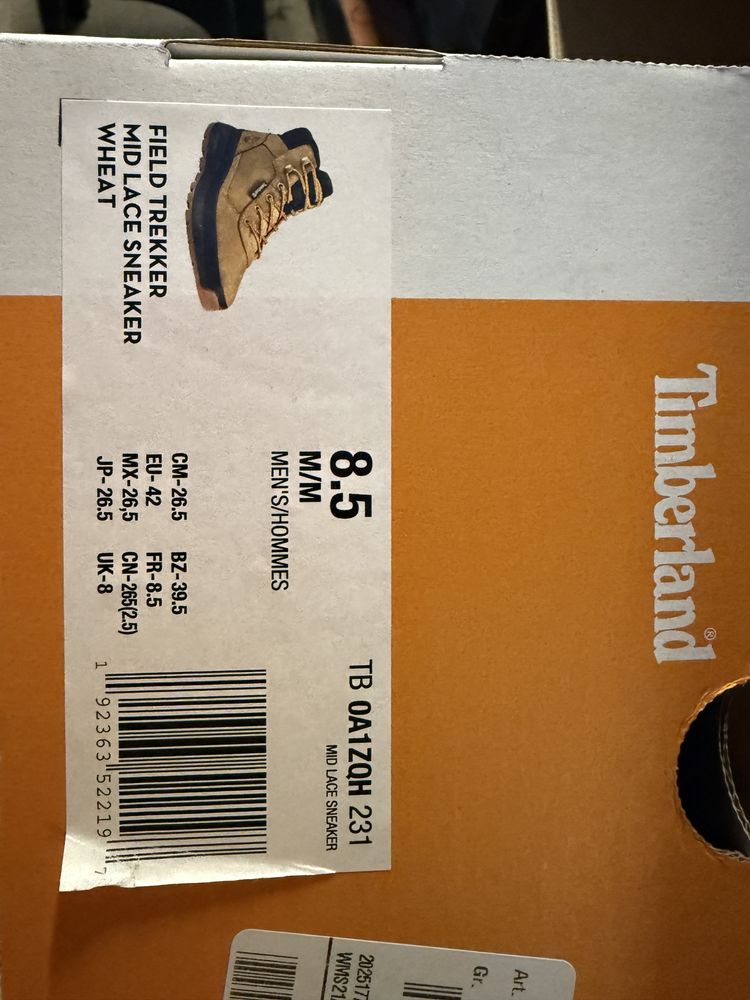 Timberland®
8.5
M/M
MEN'S/HOMMES
TB 0A1ZQH 231
MID LACE SNEAKER
FIELD TREKKER
MID LACE SNEAKER
WHEAT
CM-26.5 BZ-39.5
EU-42 FR-8.5
MX-26,5 CN-265(2.5)
JP-26.5 UK-8
1 92363 52219 7
Art.
Gr.